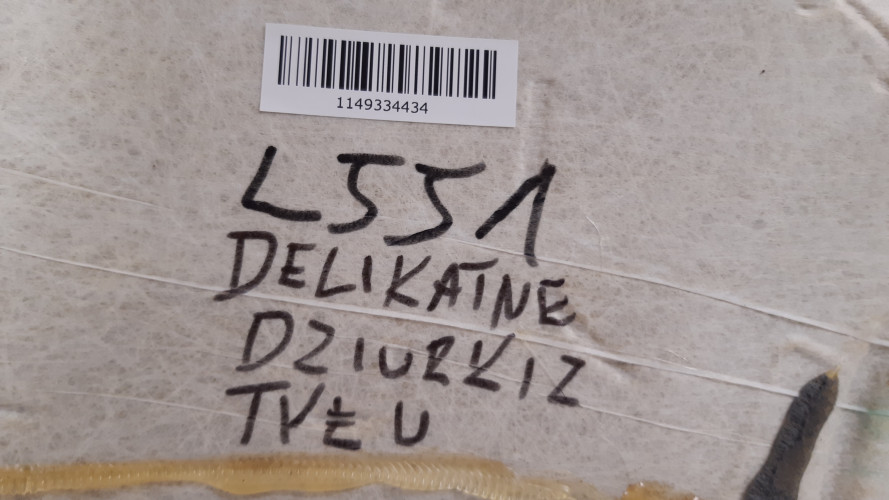 1149334434
L551
DELIKATNE
DZIURKI Z
TYŁU